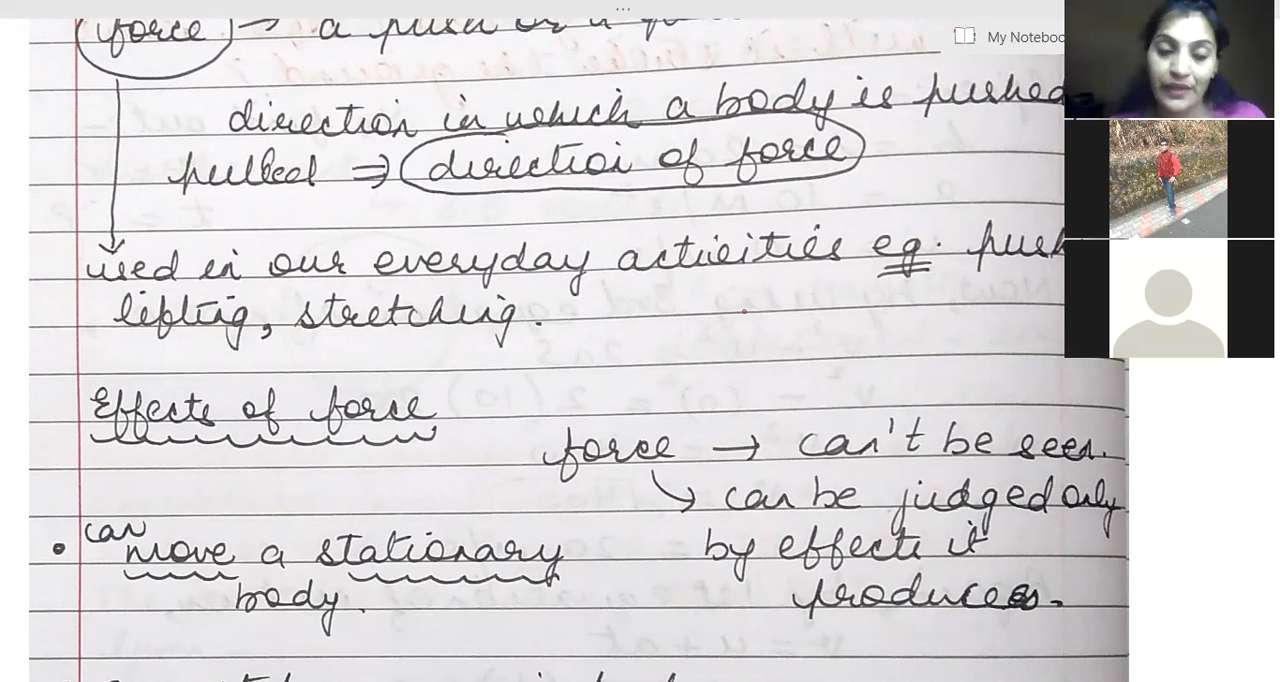 ...
force → a push or a
My Notebook
direction in which a body is pushed
pulled ⇒ direction of force
used in our everyday activities eg. push
lifting, stretching.
Effects of force
force → can't be seen.
↘ can be judged only
by effects it
produces.
• can move a stationary
body.